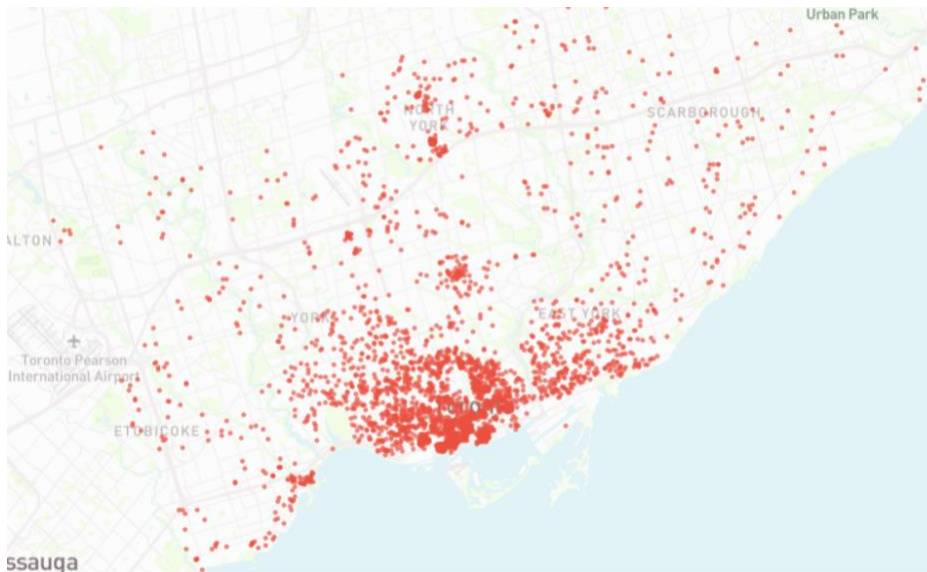 Urban Park
NORTH
YORK
SCARBOROUGH
ALTON
EAST YORK
YORK
Toronto Pearson
International Airport
ETOBICOKE
ssauga